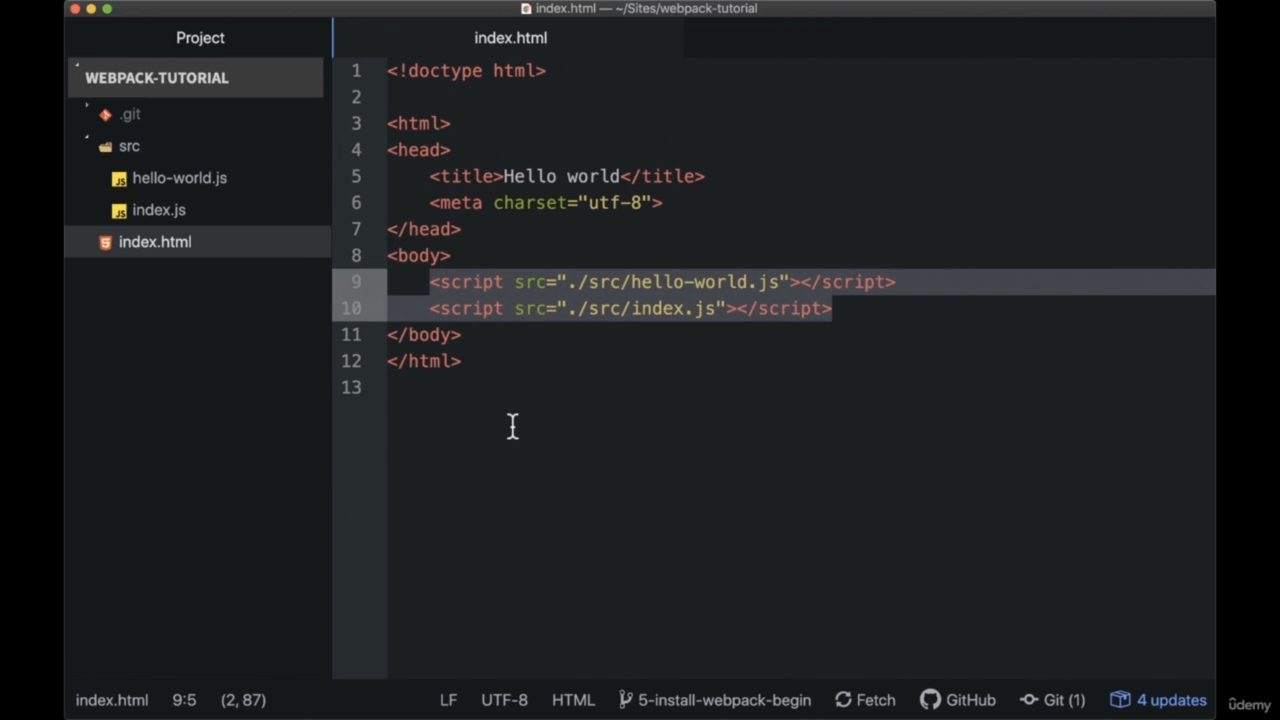 index.html — ~/Sites/webpack-tutorial
Project
index.html
WEBPACK-TUTORIAL
.git
src
JS hello-world.js
JS index.js
5 index.html
1 <!doctype html>
2
3 <html>
4 <head>
5     <title>Hello world</title>
6     <meta charset="utf-8">
7 </head>
8 <body>
9     <script src="./src/hello-world.js"></script>
10     <script src="./src/index.js"></script>
11 </body>
12 </html>
13
index.html 9:5 (2, 87) LF UTF-8 HTML 5-install-webpack-begin Fetch GitHub Git (1) 4 updates
ûdemy